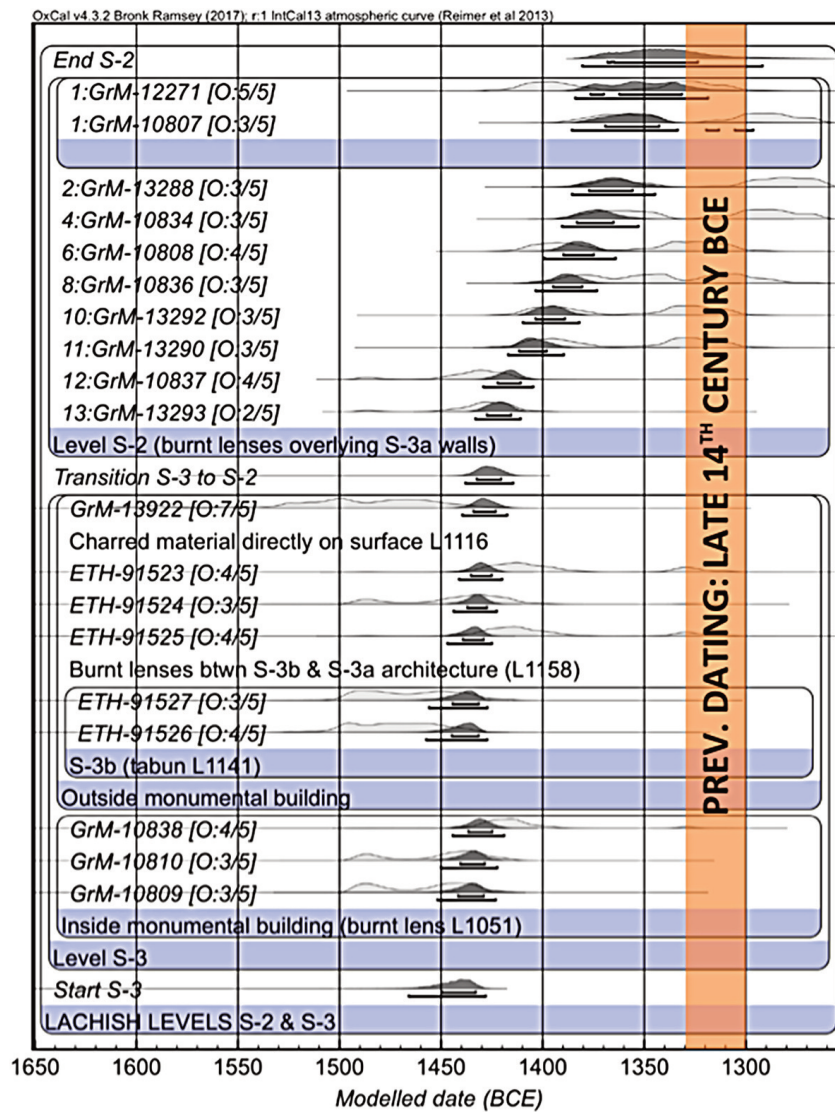 OxCal v4.3.2 Bronk Ramsey (2017); r:1 IntCal13 atmospheric curve (Reimer et al 2013)
End S-2
1:GrM-12271 [O:5/5]
1:GrM-10807 [O:3/5]
2:GrM-13288 [O:3/5]
4:GrM-10834 [O:3/5]
6:GrM-10808 [O:4/5]
8:GrM-10836 [O:3/5]
10:GrM-13292 [O:3/5]
11:GrM-13290 [O:3/5]
12:GrM-10837 [O:4/5]
13:GrM-13293 [O:2/5]
Level S-2 (burnt lenses overlying S-3a walls)
Transition S-3 to S-2
GrM-13922 [O:7/5]
Charred material directly on surface L1116
ETH-91523 [O:4/5]
ETH-91524 [O:3/5]
ETH-91525 [O:4/5]
Burnt lenses btwn S-3b & S-3a architecture (L1158)
ETH-91527 [O:3/5]
ETH-91526 [O:4/5]
S-3b (tabun L1141)
Outside monumental building
GrM-10838 [O:4/5]
GrM-10810 [O:3/5]
GrM-10809 [O:3/5]
Inside monumental building (burnt lens L1051)
Level S-3
Start S-3
LACHISH LEVELS S-2 & S-3
PREV. DATING: LATE 14TH CENTURY BCE
1650 1600 1550 1500 1450 1400 1350 1300
Modelled date (BCE)